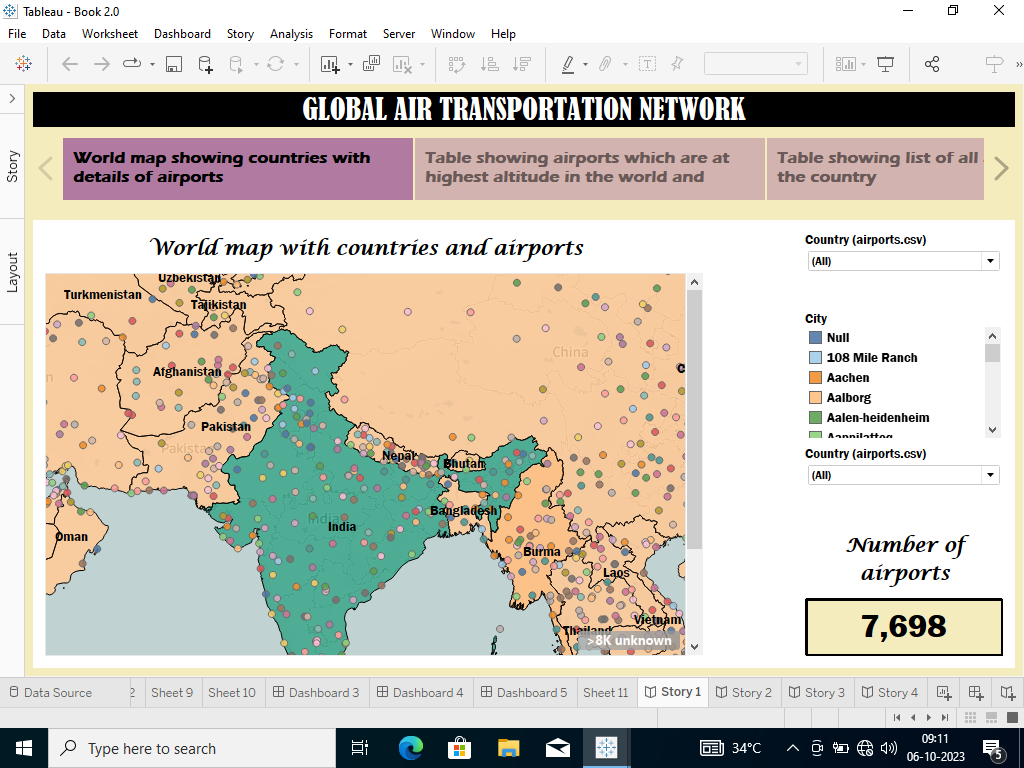 Tableau - Book 2.0
File Data Worksheet Dashboard Story Analysis Format Server Window Help
Story
Layout
GLOBAL AIR TRANSPORTATION NETWORK
World map showing countries with
details of airports
Table showing airports which are at
highest altitude in the world and
Table showing list of all
the country
World map with countries and airports
Uzbekistan
Turkmenistan
Tajikistan
China
Afghanistan
Pakistan
Pakistan
Nepal
Bhutan
Bangladesh
India
India
Oman
Burma
Laos
Vietnam
Thailand
>8K unknown
Country (airports.csv)
(All)
City
Null
108 Mile Ranch
Aachen
Aalborg
Aalen-heidenheim
Country (airports.csv)
(All)
Number of
airports
7,698
Data Source 2 Sheet 9 Sheet 10 Dashboard 3 Dashboard 4 Dashboard 5 Sheet 11 Story 1 Story 2 Story 3 Story 4
Type here to search
34°C
09:11
06-10-2023
5